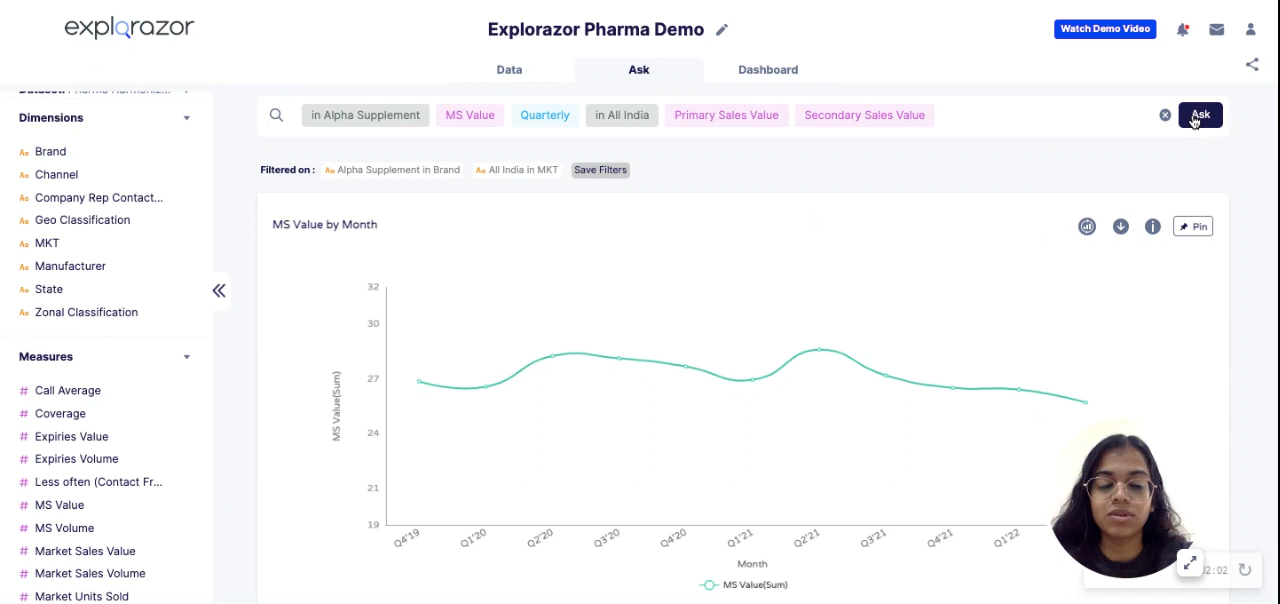 explorazor
Explorazor Pharma Demo
Watch Demo Video
Data
Ask
Dashboard
Dimensions
Brand
Channel
Company Rep Contact...
Geo Classification
MKT
Manufacturer
State
Zonal Classification
Measures
# Call Average
# Coverage
# Expiries Value
# Expiries Volume
# Less often (Contact Fr...
# MS Value
# MS Volume
# Market Sales Value
# Market Sales Volume
# Market Units Sold
in Alpha Supplement
MS Value
Quarterly
in All India
Primary Sales Value
Secondary Sales Value
Ask
Filtered on :
Aa Alpha Supplement in Brand
Aa All India in MKT
Save Filters
MS Value by Month
Pin
32
30
27
24
21
19
MS Value(Sum)
Q4'19
Q1'20
Q2'20
Q3'20
Q4'20
Q1'21
Q2'21
Q3'21
Q4'21
Q1'22
Month
MS Value(Sum)
02:02